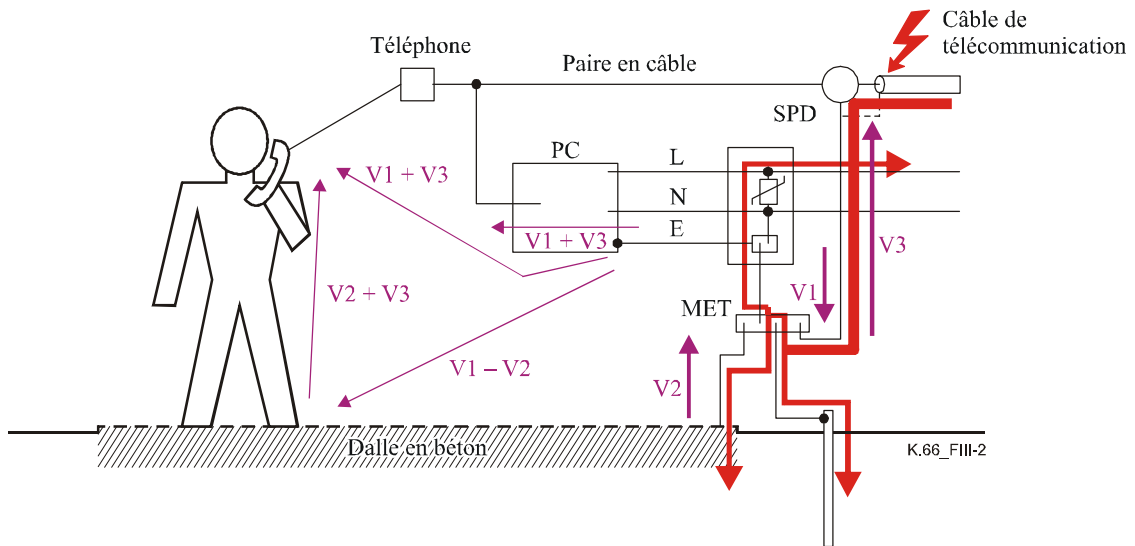 Câble de
télécommunication
Téléphone
Paire en câble
SPD
PC
L
N
E
V1 + V3
V1 + V3
V2 + V3
V1 – V2
V1
V3
MET
V2
Dalle en béton
K.66_FIII-2